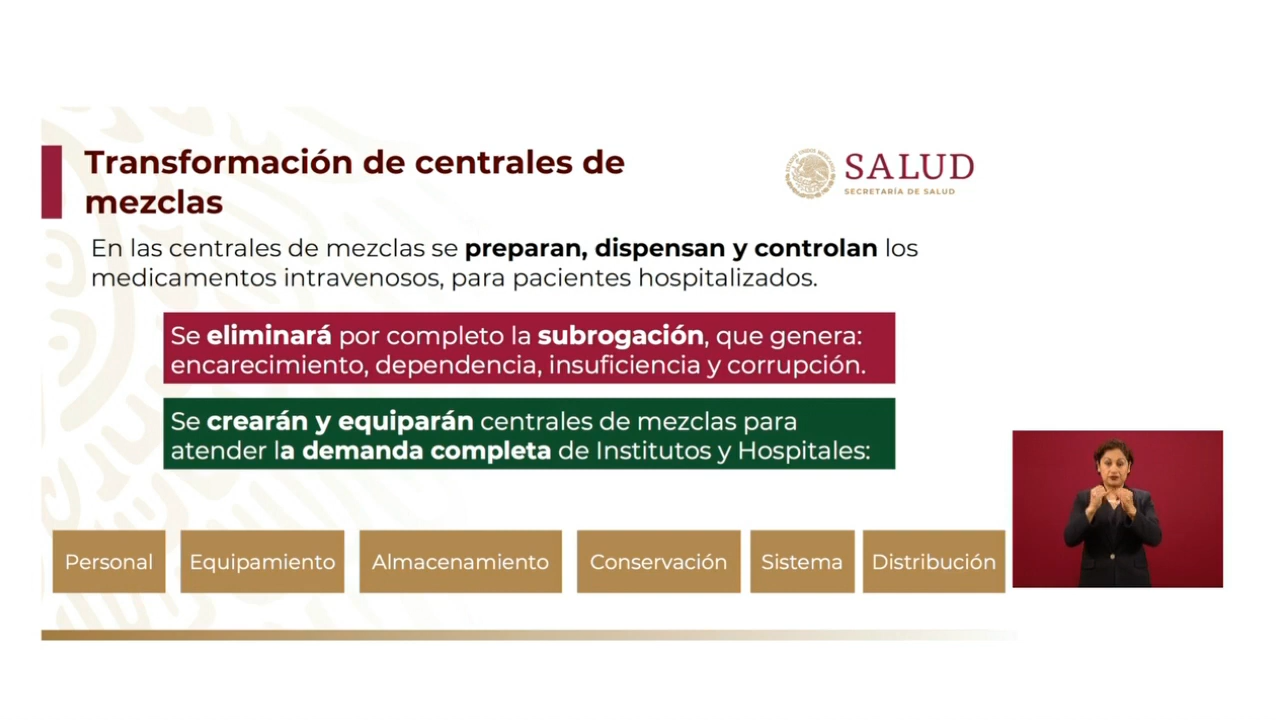 Transformación de centrales de
mezclas
SALUD
SECRETARÍA DE SALUD
En las centrales de mezclas se preparan, dispensan y controlan los
medicamentos intravenosos, para pacientes hospitalizados.
Se eliminará por completo la subrogación, que genera:
encarecimiento, dependencia, insuficiencia y corrupción.
Se crearán y equiparán centrales de mezclas para
atender la demanda completa de Institutos y Hospitales:
Personal
Equipamiento
Almacenamiento
Conservación
Sistema
Distribución